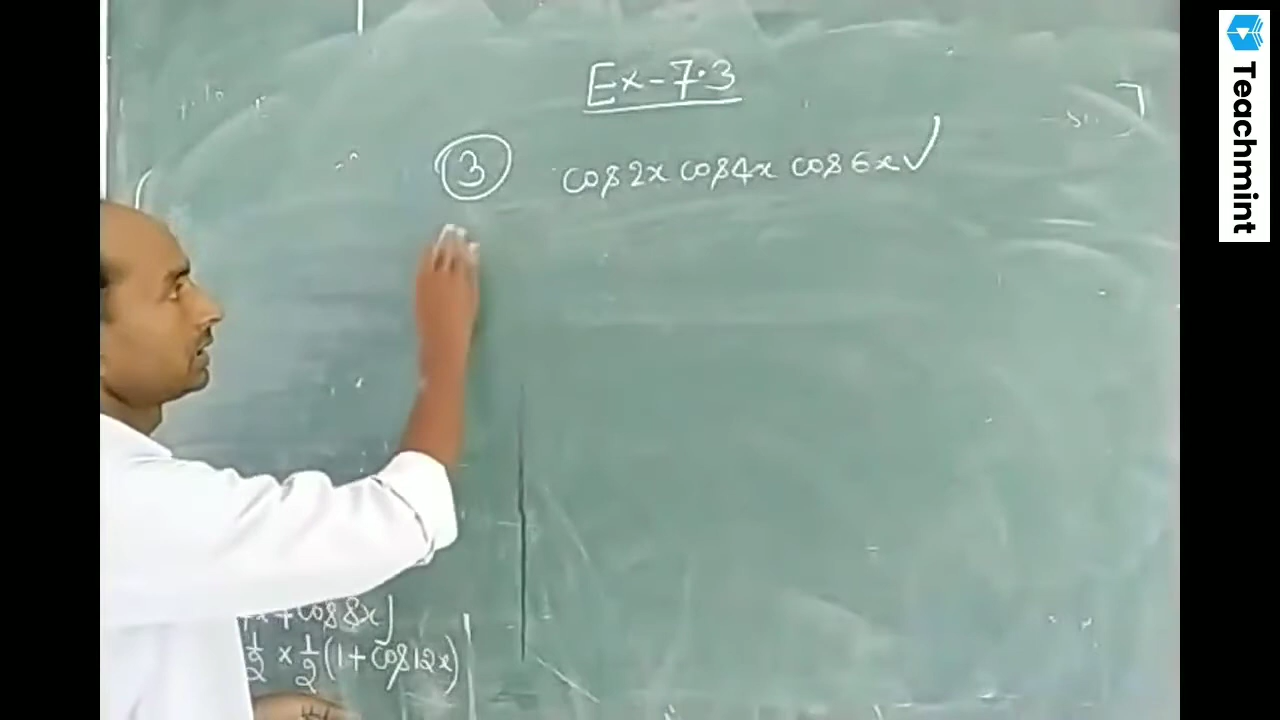 Ex-7.3
③ cos2x cos4x cos6x ✓
+cos8x]
1/2 × 1/2 (1+cos12x)
Teachmint